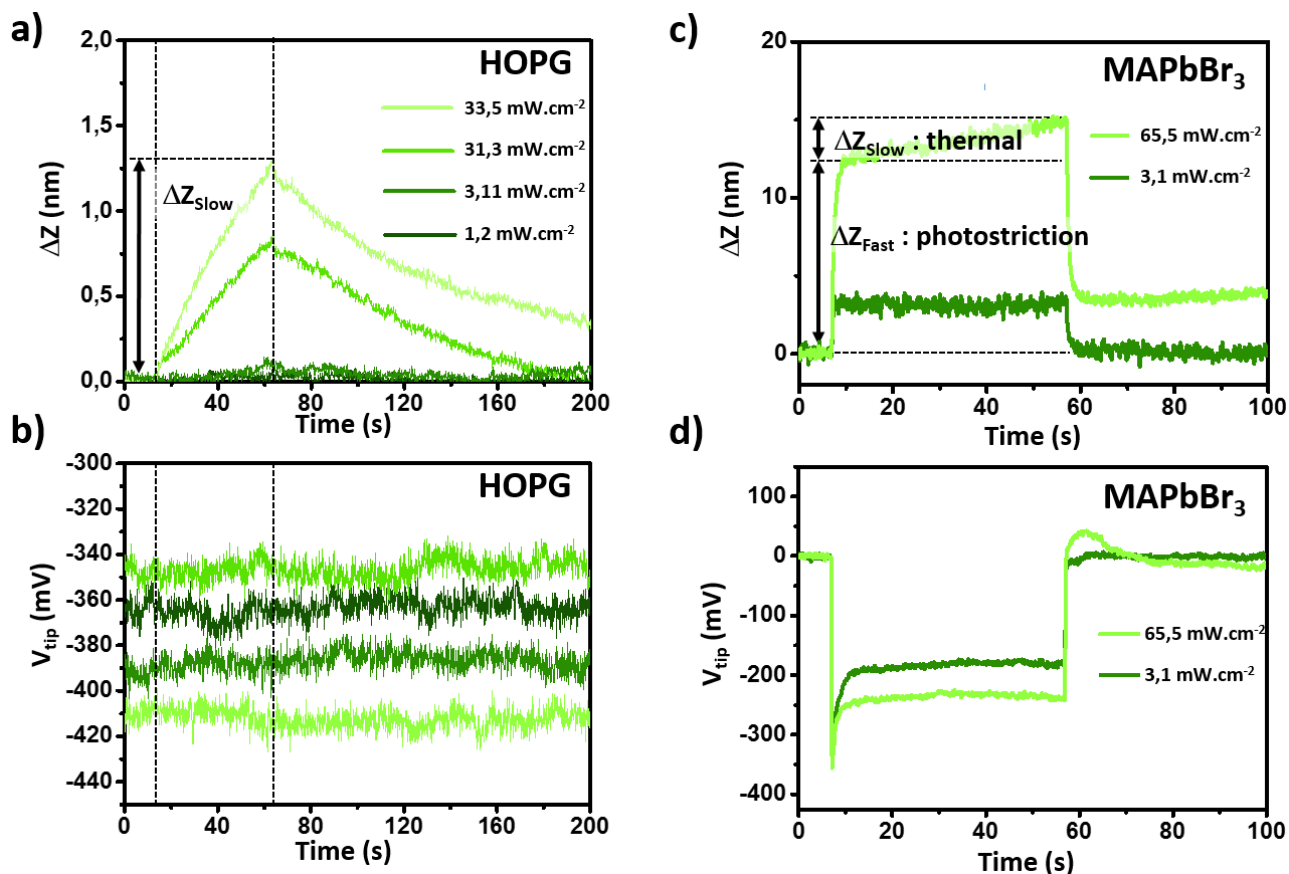 a)
HOPG
2,0
1,5
1,0
0,5
0,0
ΔZ (nm)
33,5 mW.cm⁻²
31,3 mW.cm⁻²
3,11 mW.cm⁻²
1,2 mW.cm⁻²
ΔZSlow
0 40 80 120 160 200
Time (s)
b)
HOPG
-300
-320
-340
-360
-380
-400
-420
-440
Vtip (mV)
0 40 80 120 160 200
Time (s)
c)
MAPbBr₃
20
10
0
ΔZ (nm)
65,5 mW.cm⁻²
3,1 mW.cm⁻²
ΔZSlow : thermal
ΔZFast : photostriction
0 20 40 60 80 100
Time (s)
d)
MAPbBr₃
100
0
-100
-200
-300
-400
Vtip (mV)
65,5 mW.cm⁻²
3,1 mW.cm⁻²
0 20 40 60 80 100
Time (s)